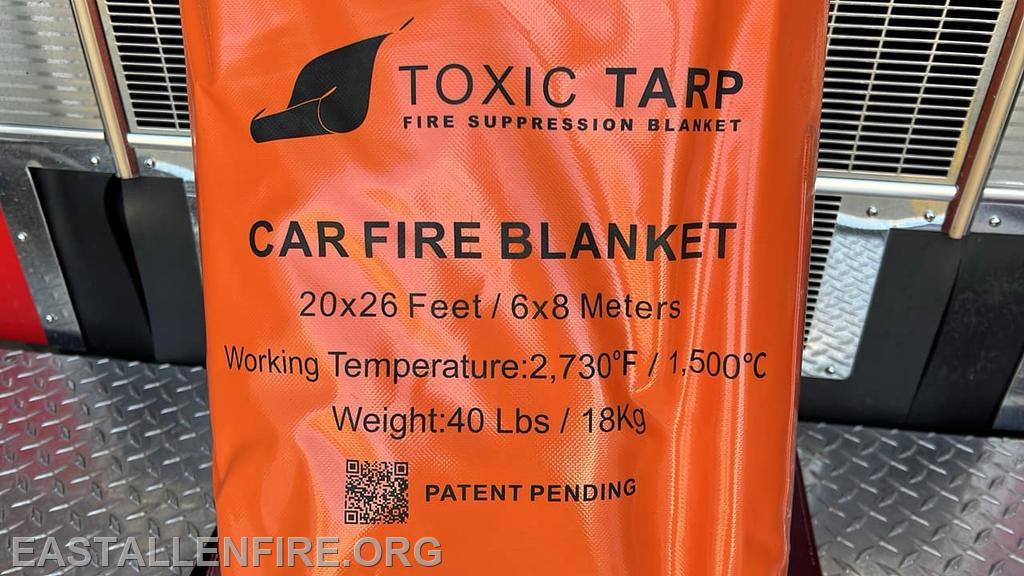 TOXIC TARP
FIRE SUPPRESSION BLANKET
CAR FIRE BLANKET
20x26 Feet / 6x8 Meters
Working Temperature:2,730°F / 1,500°C
Weight:40 Lbs / 18Kg
PATENT PENDING
EASTALLENFIRE.ORG